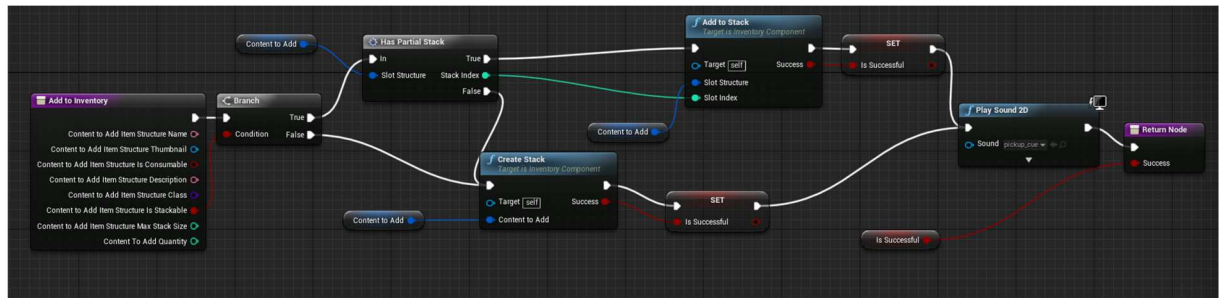 Add to Inventory
Content to Add Item Structure Name
Content to Add Item Structure Thumbnail
Content to Add Item Structure Is Consumable
Content to Add Item Structure Description
Content to Add Item Structure Class
Content to Add Item Structure Is Stackable
Content to Add Item Structure Max Stack Size
Content To Add Quantity
Branch
True
Condition
False
Content to Add
Has Partial Stack
In
True
Slot Structure
Stack Index
False
Content to Add
Create Stack
Target is Inventory Component
Target
self
Success
Content to Add
Content to Add
Add to Stack
Target is Inventory Component
Target
self
Success
Slot Structure
Slot Index
SET
Is Successful
SET
Is Successful
Is Successful
Play Sound 2D
Sound
pickup_cue
Return Node
Success